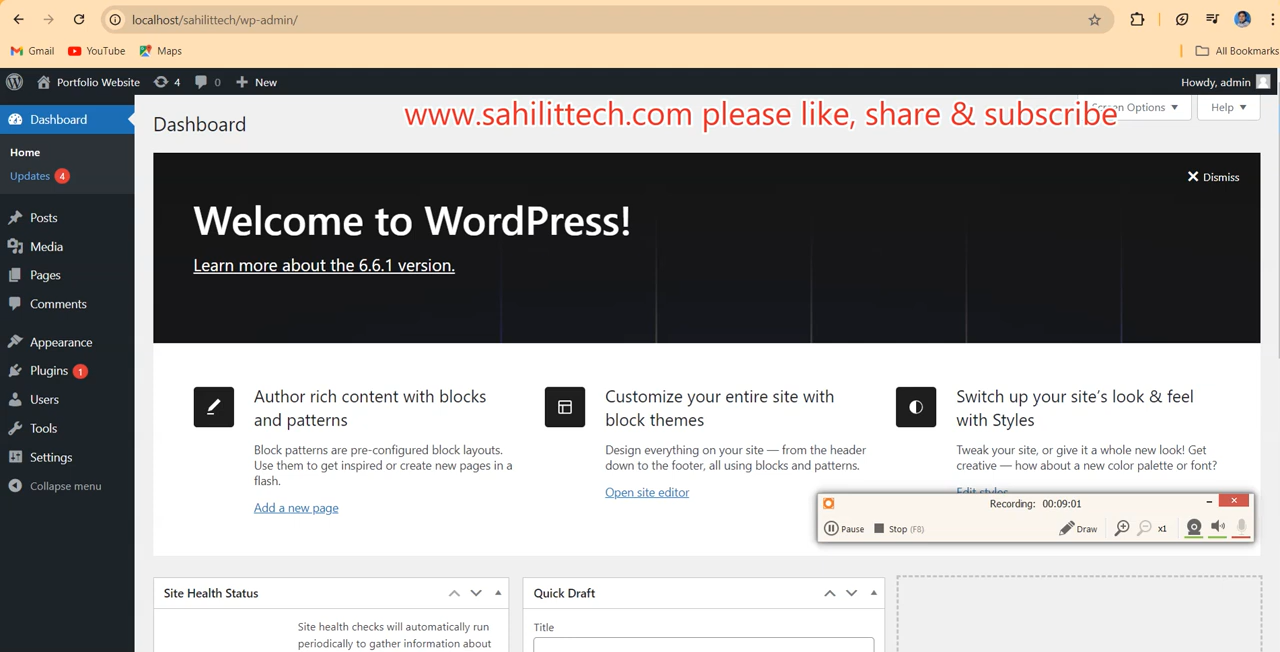 localhost/sahilittech/wp-admin/
Gmail YouTube Maps All Bookmarks
Portfolio Website 4 0 New Howdy, admin
www.sahilittech.com please like, share & subscribe
Screen Options Help
Dashboard
Home
Updates 4
Posts
Media
Pages
Comments
Appearance
Plugins 1
Users
Tools
Settings
Collapse menu
Dashboard
Dismiss
Welcome to WordPress!
Learn more about the 6.6.1 version.
Author rich content with blocks
and patterns
Block patterns are pre-configured block layouts.
Use them to get inspired or create new pages in a
flash.
Add a new page
Customize your entire site with
block themes
Design everything on your site — from the header
down to the footer, all using blocks and patterns.
Open site editor
Switch up your site’s look & feel
with Styles
Tweak your site, or give it a whole new look! Get
creative — how about a new color palette or font?
Edit styles
Recording: 00:09:01
Pause Stop (F8) Draw x1
Site Health Status
Site health checks will automatically run
periodically to gather information about
Quick Draft
Title